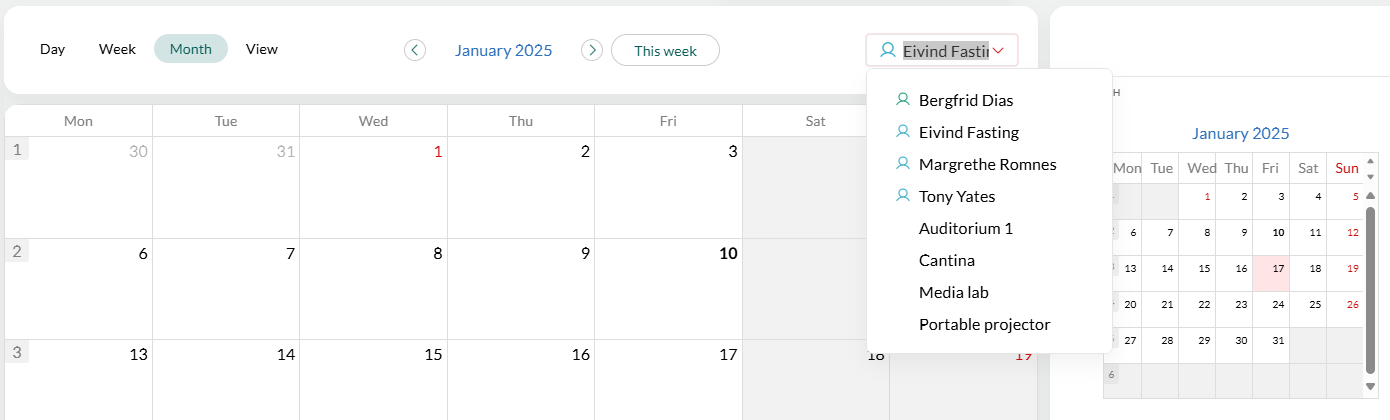 Day Week Month View January 2025 This week Eivind Fastin
Bergfrid Dias
Eivind Fasting
Margrethe Romnes
Tony Yates
Auditorium 1
Cantina
Media lab
Portable projector
Mon Tue Wed Thu Fri Sat
1 30 31 1 2 3
2 6 7 8 9 10
3 13 14 15 16 17 18 19
H
January 2025
Mon Tue Wed Thu Fri Sat Sun
1 2 3 4 5
6 7 8 9 10 11 12
13 14 15 16 17 18 19
20 21 22 23 24 25 26
27 28 29 30 31
6